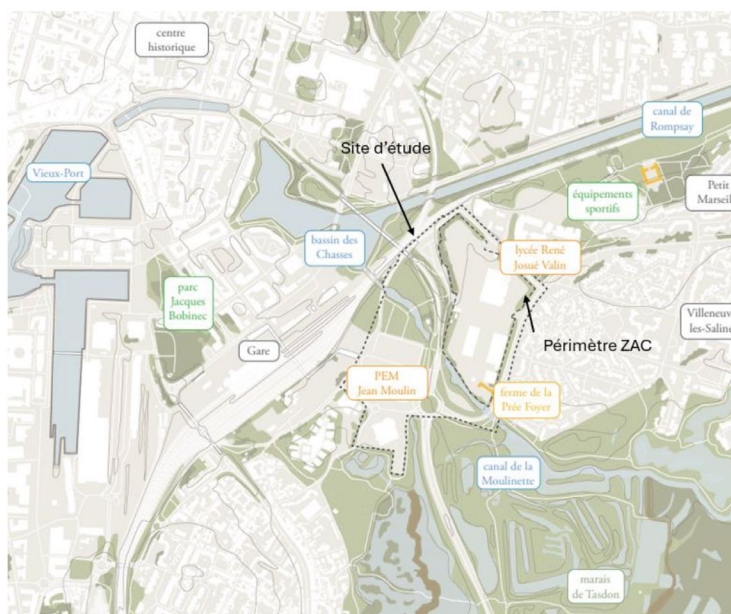 centre
historique
canal de
Rompsay
Site d'étude
Vieux-Port
équipements
sportifs
Petit
bassin des
Chasses
lycée René
Josué Valin
parc
Jacques
Bobinec
Villeneuv
les-Saline
Gare
Périmètre ZAC
PEM
Jean Moulin
ferme de la
Prée Foyer
canal de la
Moulinette
marais
de Tasdon